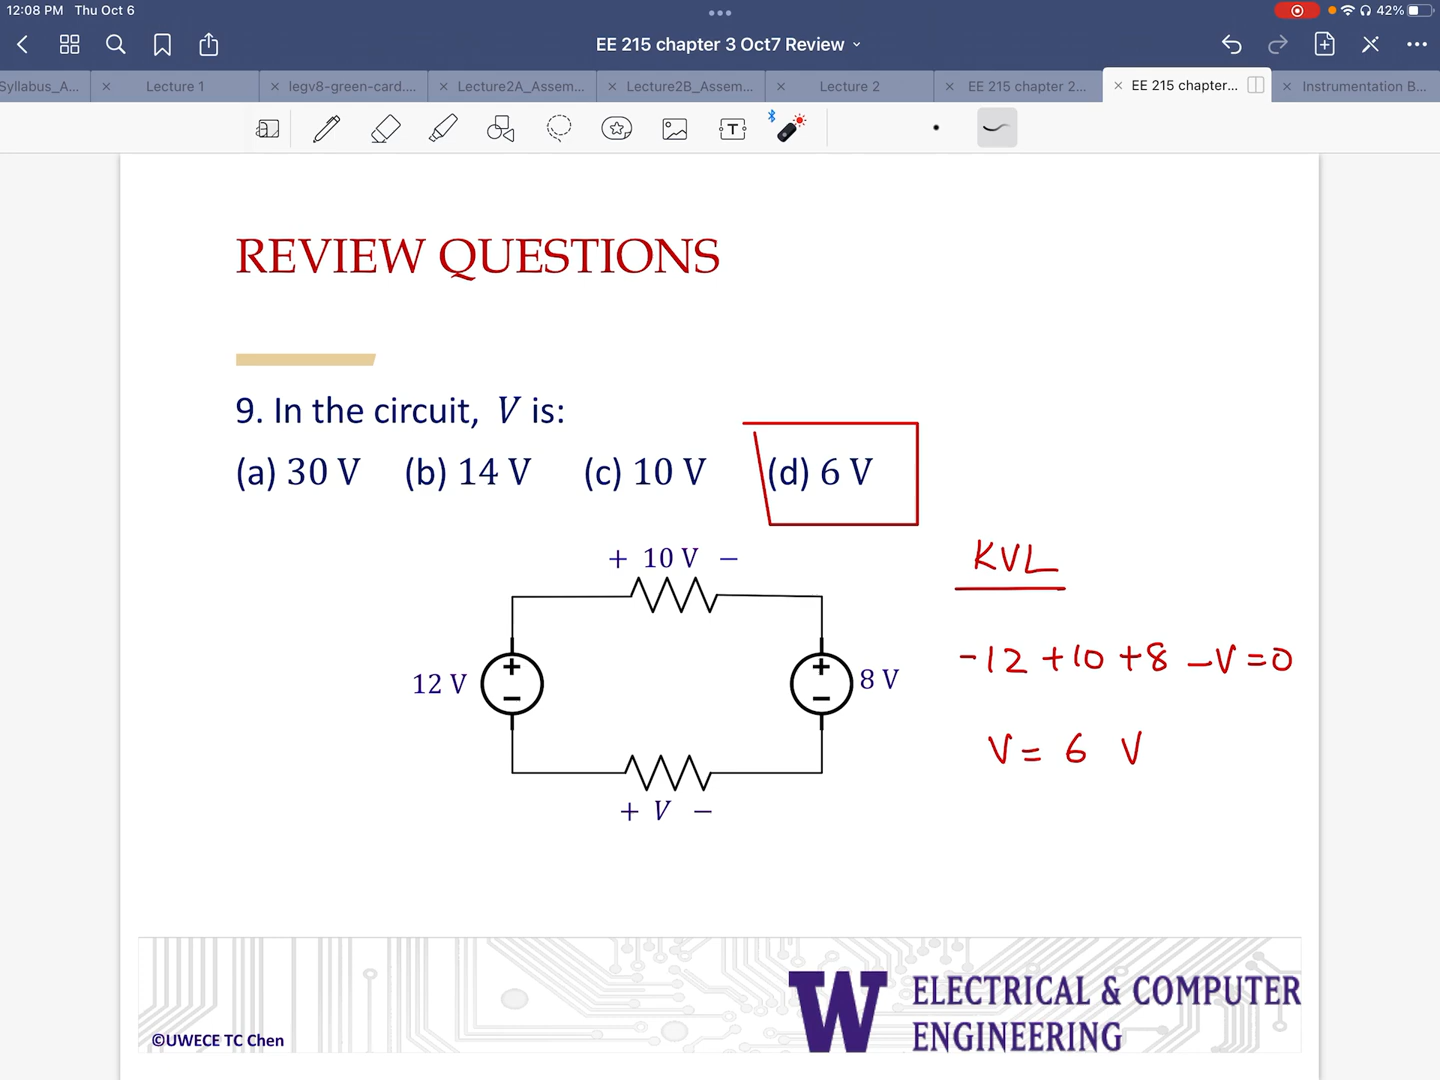 12:08 PM Thu Oct 6
42%
EE 215 chapter 3 Oct7 Review
Syllabus_A...
Lecture 1
legv8-green-card....
Lecture2A_Assem...
Lecture2B_Assem...
Lecture 2
EE 215 chapter 2...
EE 215 chapter...
Instrumentation B...
REVIEW QUESTIONS
9. In the circuit, V is:
(a) 30 V (b) 14 V (c) 10 V (d) 6 V
+ 10 V −
12 V
+
−
+
−
8 V
+ V −
KVL
-12 +10 +8 -V = 0
V = 6 V
W ELECTRICAL & COMPUTER
ENGINEERING
©UWECE TC Chen